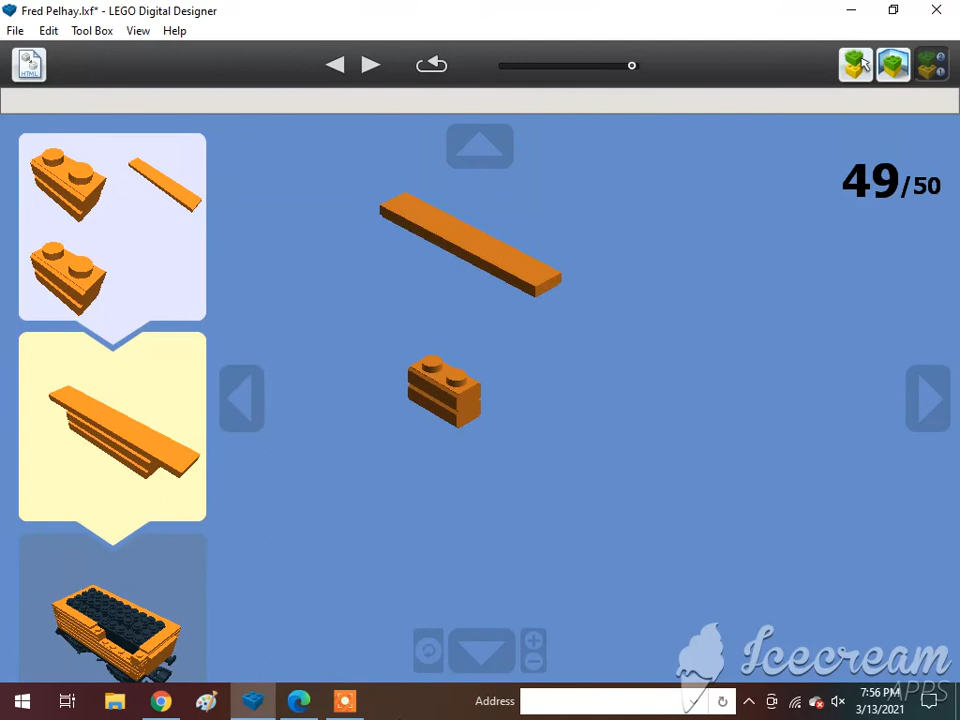 Fred Pelhay.lxf* - LEGO Digital Designer
File Edit Tool Box View Help
HTML
49/50
Icecream
APPS
Address
7:56 PM
3/13/2021